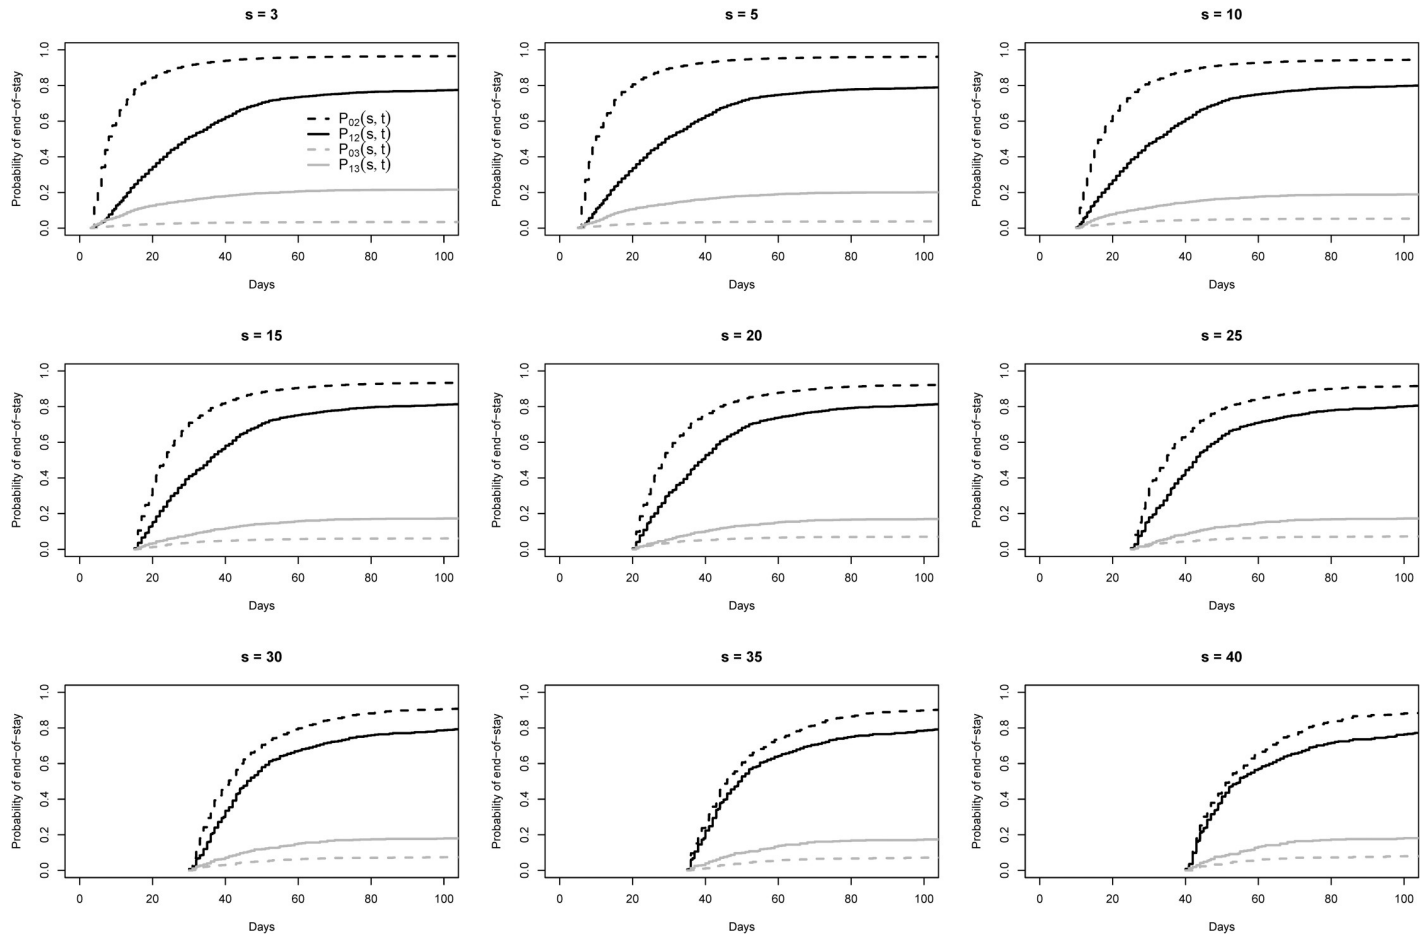 s = 3
s = 5
s = 10
Probability of end-of-stay
0.0 0.2 0.4 0.6 0.8 1.0
P02(s, t)
P12(s, t)
P03(s, t)
P13(s, t)
0 20 40 60 80 100
Days
Probability of end-of-stay
0.0 0.2 0.4 0.6 0.8 1.0
0 20 40 60 80 100
Days
Probability of end-of-stay
0.0 0.2 0.4 0.6 0.8 1.0
0 20 40 60 80 100
Days
s = 15
s = 20
s = 25
Probability of end-of-stay
0.0 0.2 0.4 0.6 0.8 1.0
0 20 40 60 80 100
Days
Probability of end-of-stay
0.0 0.2 0.4 0.6 0.8 1.0
0 20 40 60 80 100
Days
Probability of end-of-stay
0.0 0.2 0.4 0.6 0.8 1.0
0 20 40 60 80 100
Days
s = 30
s = 35
s = 40
Probability of end-of-stay
0.0 0.2 0.4 0.6 0.8 1.0
0 20 40 60 80 100
Days
Probability of end-of-stay
0.0 0.2 0.4 0.6 0.8 1.0
0 20 40 60 80 100
Days
Probability of end-of-stay
0.0 0.2 0.4 0.6 0.8 1.0
0 20 40 60 80 100
Days